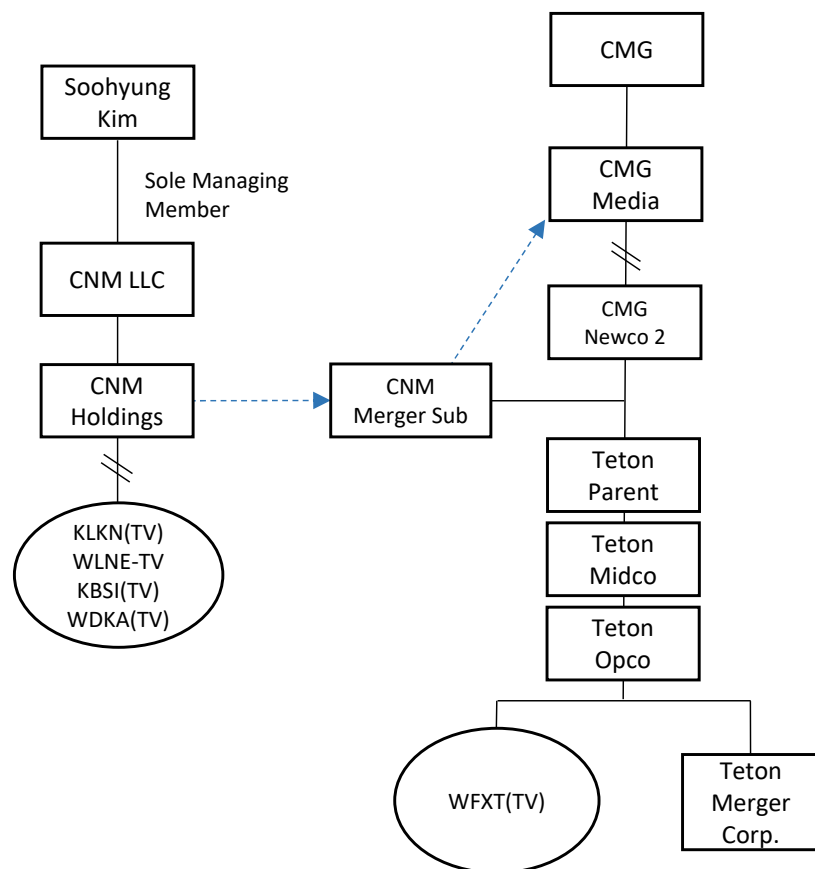 CMG
Soohyung
Kim
Sole Managing
Member
CMG
Media
CNM LLC
CMG
Newco 2
CNM
Holdings
CNM
Merger Sub
Teton
Parent
KLKN(TV)
WLNE-TV
KBSI(TV)
WDKA(TV)
Teton
Midco
Teton
Opco
WFXT(TV)
Teton
Merger
Corp.